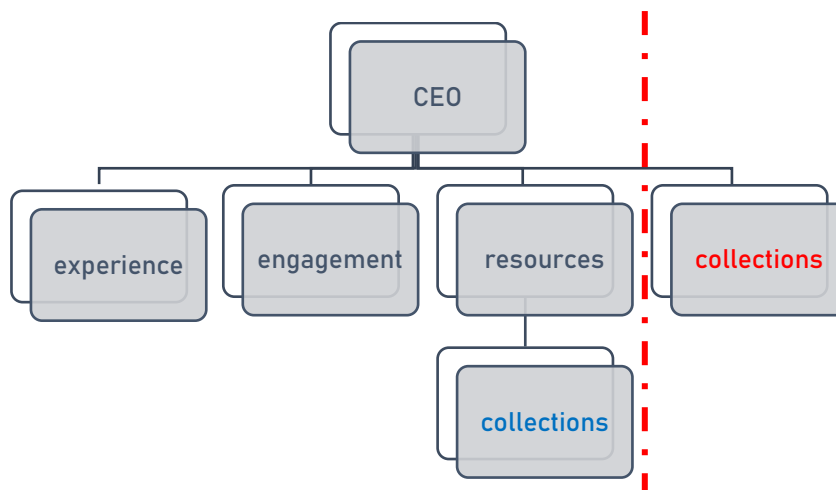 CEO
experience
engagement
resources
collections
collections